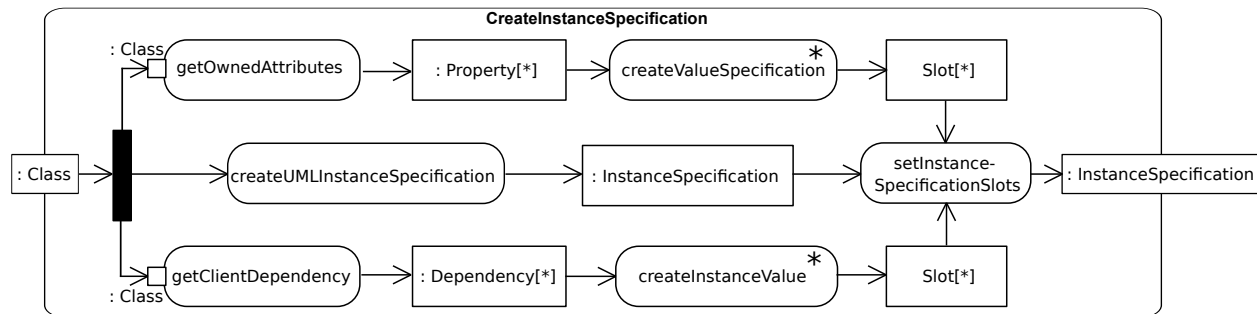 CreateInstanceSpecification
: Class
getOwnedAttributes
: Property[*]
createValueSpecification
*
Slot[*]
: Class
createUMLInstanceSpecification
: InstanceSpecification
setInstance-
SpecificationSlots
: InstanceSpecification
getClientDependency
: Class
: Dependency[*]
createInstanceValue
*
Slot[*]